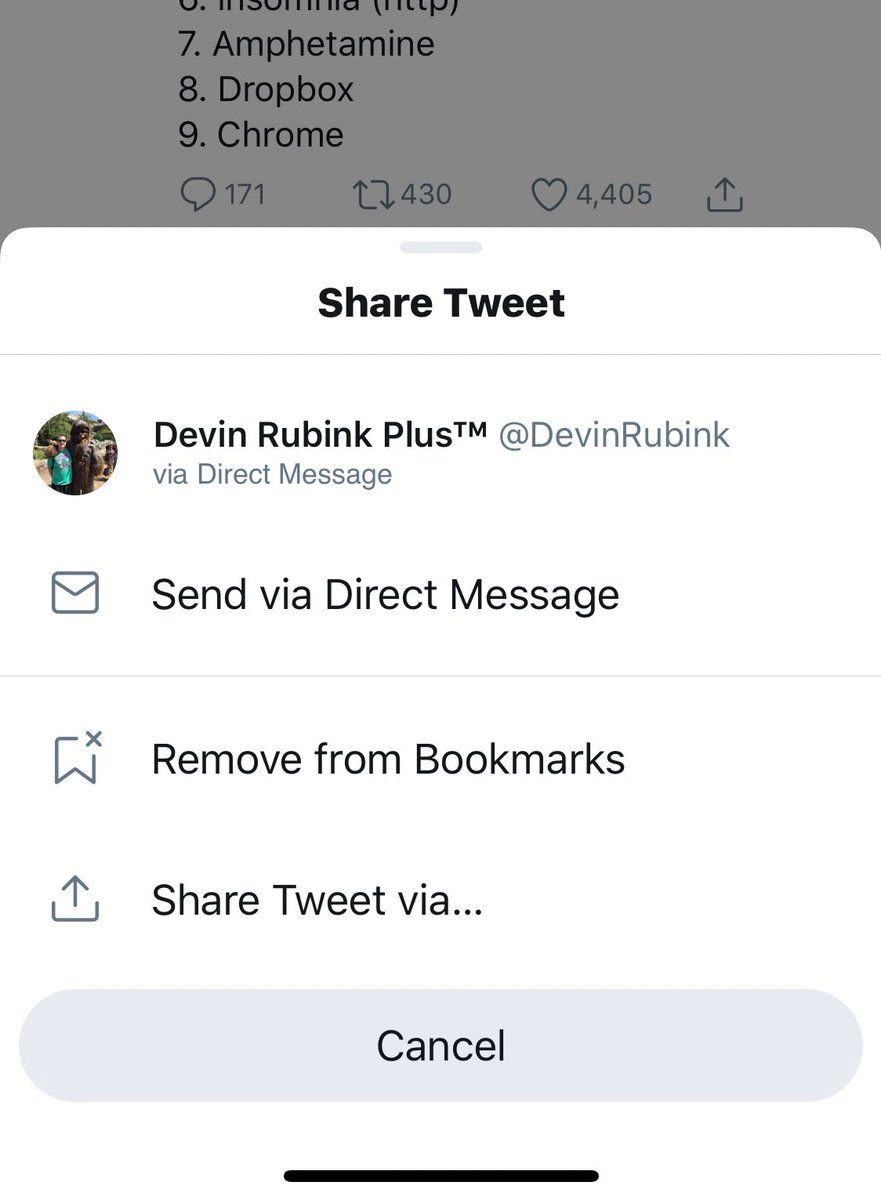 6. Insomnia (http)
7. Amphetamine
8. Dropbox
9. Chrome
171 430 4,405
Share Tweet
Devin Rubink Plus™ @DevinRubink
via Direct Message
Send via Direct Message
Remove from Bookmarks
Share Tweet via...
Cancel